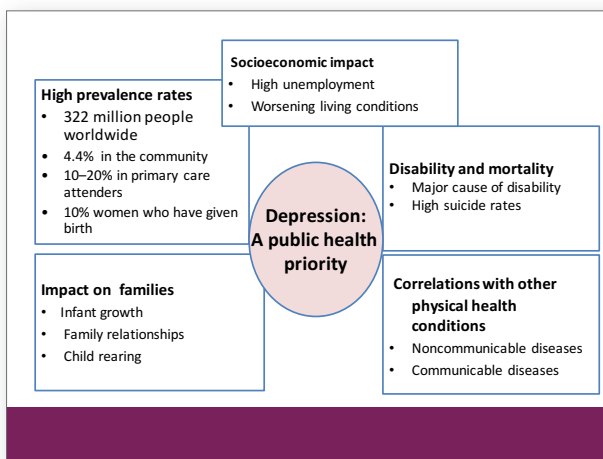 Socioeconomic impact
• High unemployment
• Worsening living conditions
High prevalence rates
• 322 million people
worldwide
• 4.4% in the community
• 10–20% in primary care
attenders
• 10% women who have given
birth
Depression:
A public health
priority
Disability and mortality
• Major cause of disability
• High suicide rates
Impact on families
• Infant growth
• Family relationships
• Child rearing
Correlations with other
physical health
conditions
• Noncommunicable diseases
• Communicable diseases